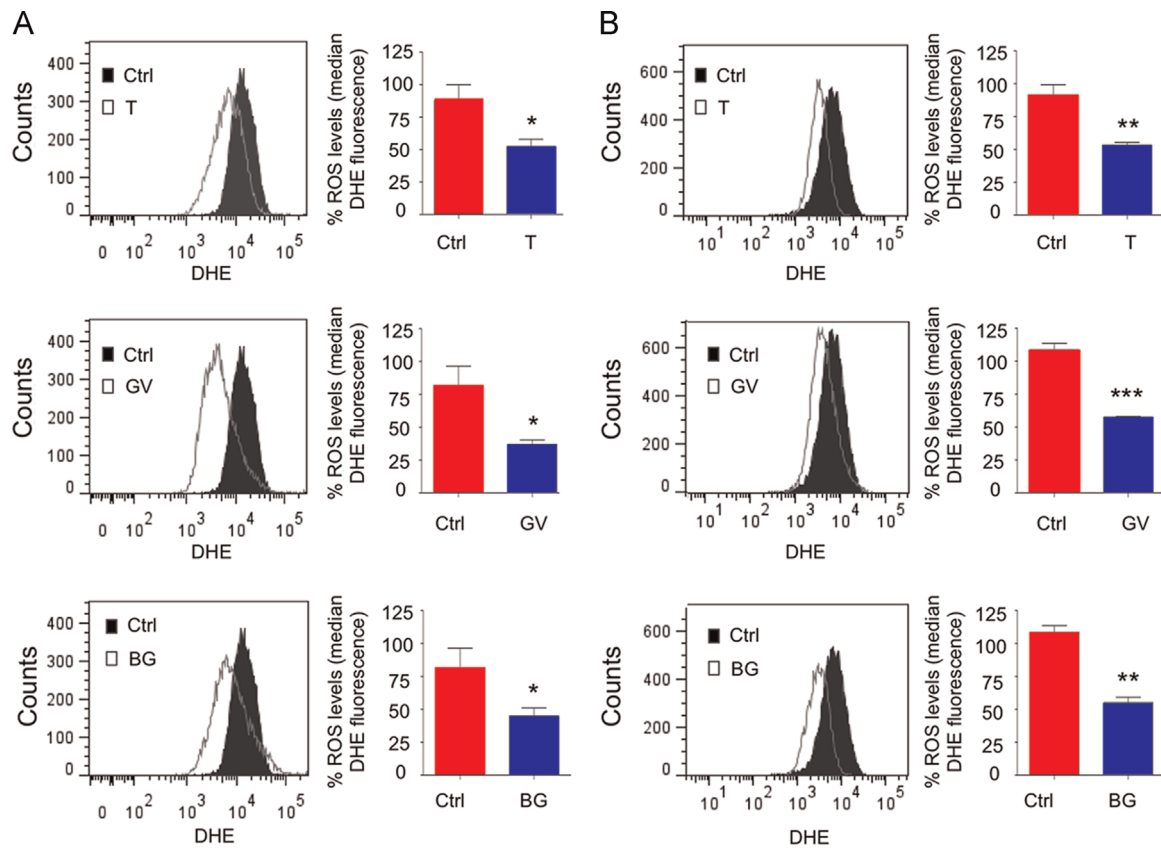 A
Counts
400
300
200
100
0
Ctrl
T
0 10² 10³ 10⁴ 10⁵
DHE
% ROS levels (median
DHE fluorescence)
125
100
75
50
25
0
*
Ctrl T
B
Counts
600
400
200
0
Ctrl
T
10¹ 10² 10³ 10⁴ 10⁵
DHE
% ROS levels (median
DHE fluorescence)
125
100
75
50
25
0
**
Ctrl T
Counts
400
300
200
100
0
Ctrl
GV
0 10² 10³ 10⁴ 10⁵
DHE
% ROS levels (median
DHE fluorescence)
125
100
75
50
25
0
*
Ctrl GV
Counts
600
400
200
0
Ctrl
GV
10¹ 10² 10³ 10⁴ 10⁵
DHE
% ROS levels (median
DHE fluorescence)
125
100
75
50
25
0
***
Ctrl GV
Counts
400
300
200
100
0
Ctrl
BG
0 10² 10³ 10⁴ 10⁵
DHE
% ROS levels (median
DHE fluorescence)
125
100
75
50
25
0
*
Ctrl BG
Counts
600
400
200
0
Ctrl
BG
10¹ 10² 10³ 10⁴ 10⁵
DHE
% ROS levels (median
DHE fluorescence)
125
100
75
50
25
0
**
Ctrl BG